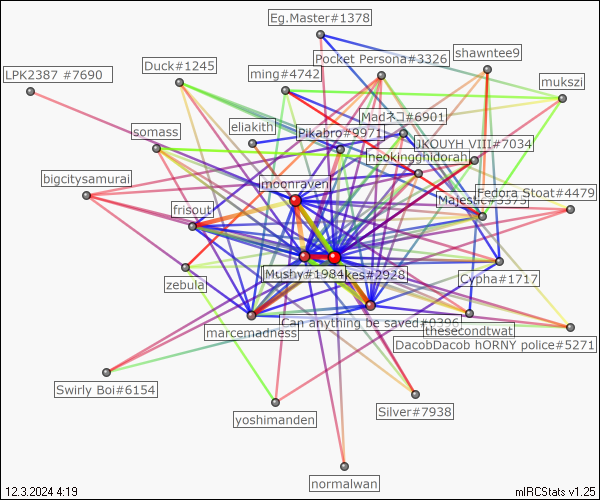 Eg.Master#1378
shawntee9
Pocket Persona#3326
Duck#1245
LPK2387 #7690
ming#4742
mukszi
Madネコ#6901
eliakith
Pikabro#9971
somass
JKOUYH VIII#7034
neokingghidorah
bigcitysamurai
moonraven
Fedora Stoat#4479
Majestic#3375
frisout
Mushy#1984
kes#2928
Cypha#1717
zebula
Can anything be saved#0396
marcemadness
thesecondtwat
DacobDacob hORNY police#5271
Swirly Boi#6154
yoshimanden
Silver#7938
normalwan
12.3.2024 4:19
mIRCStats v1.25